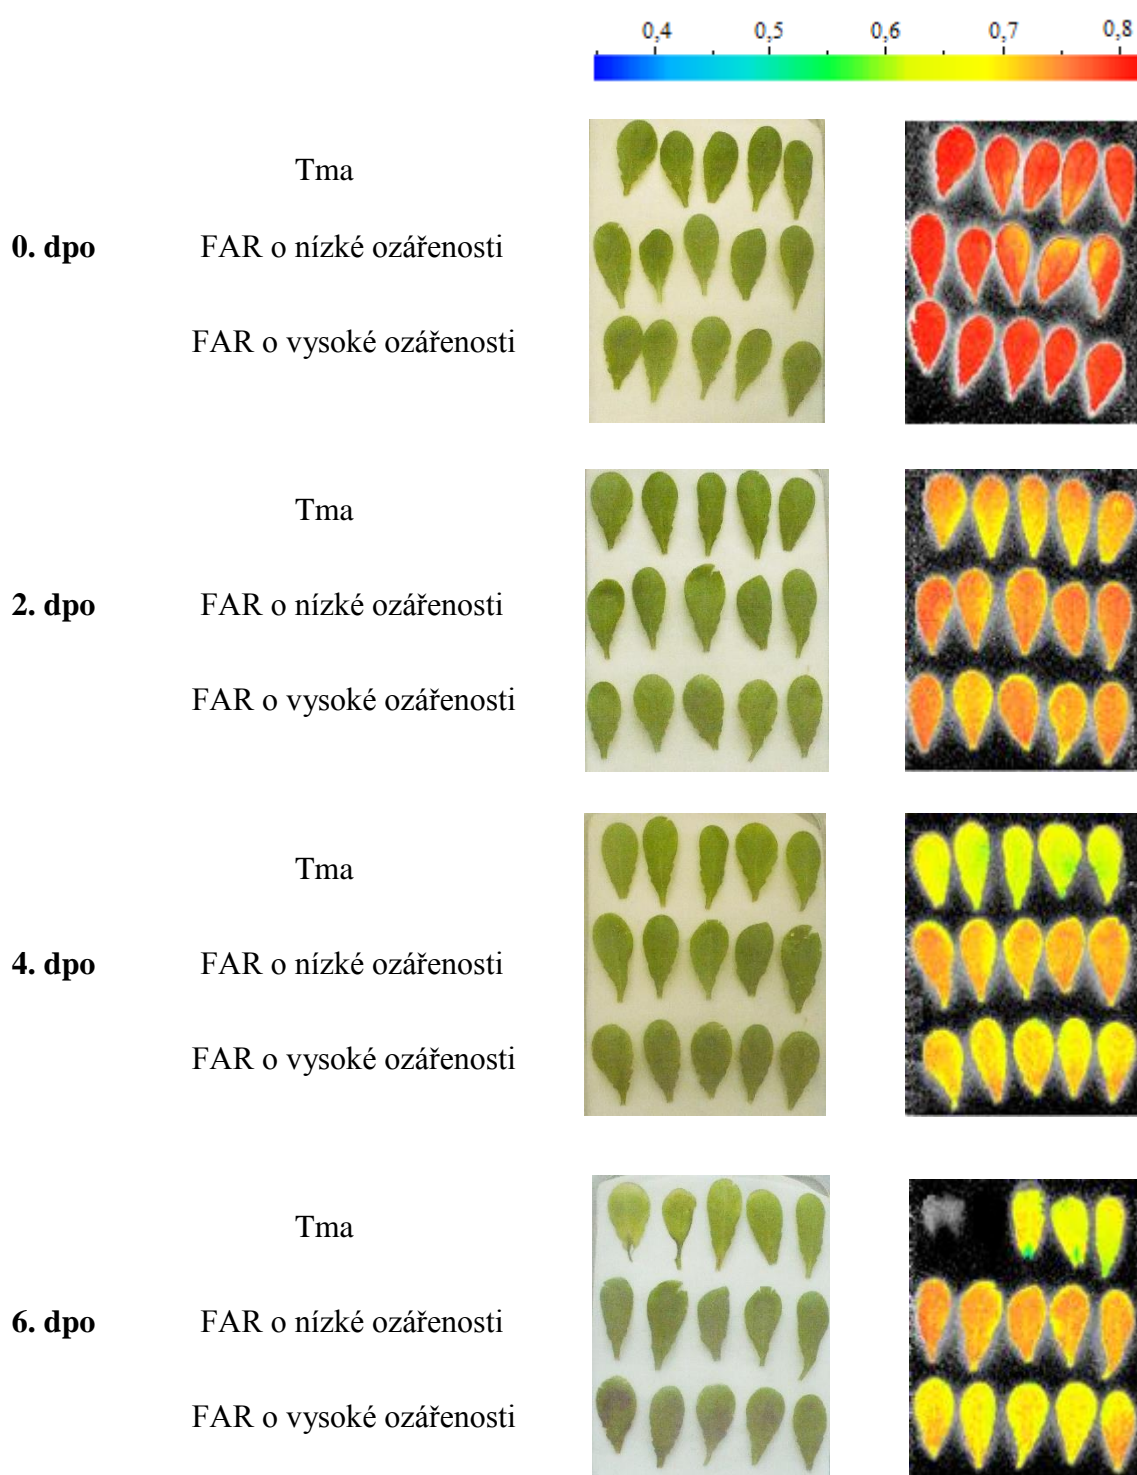 0,4 0,5 0,6 0,7 0,8
Tma
0. dpo FAR o nízké ozářenosti
FAR o vysoké ozářenosti
Tma
2. dpo FAR o nízké ozářenosti
FAR o vysoké ozářenosti
Tma
4. dpo FAR o nízké ozářenosti
FAR o vysoké ozářenosti
Tma
6. dpo FAR o nízké ozářenosti
FAR o vysoké ozářenosti